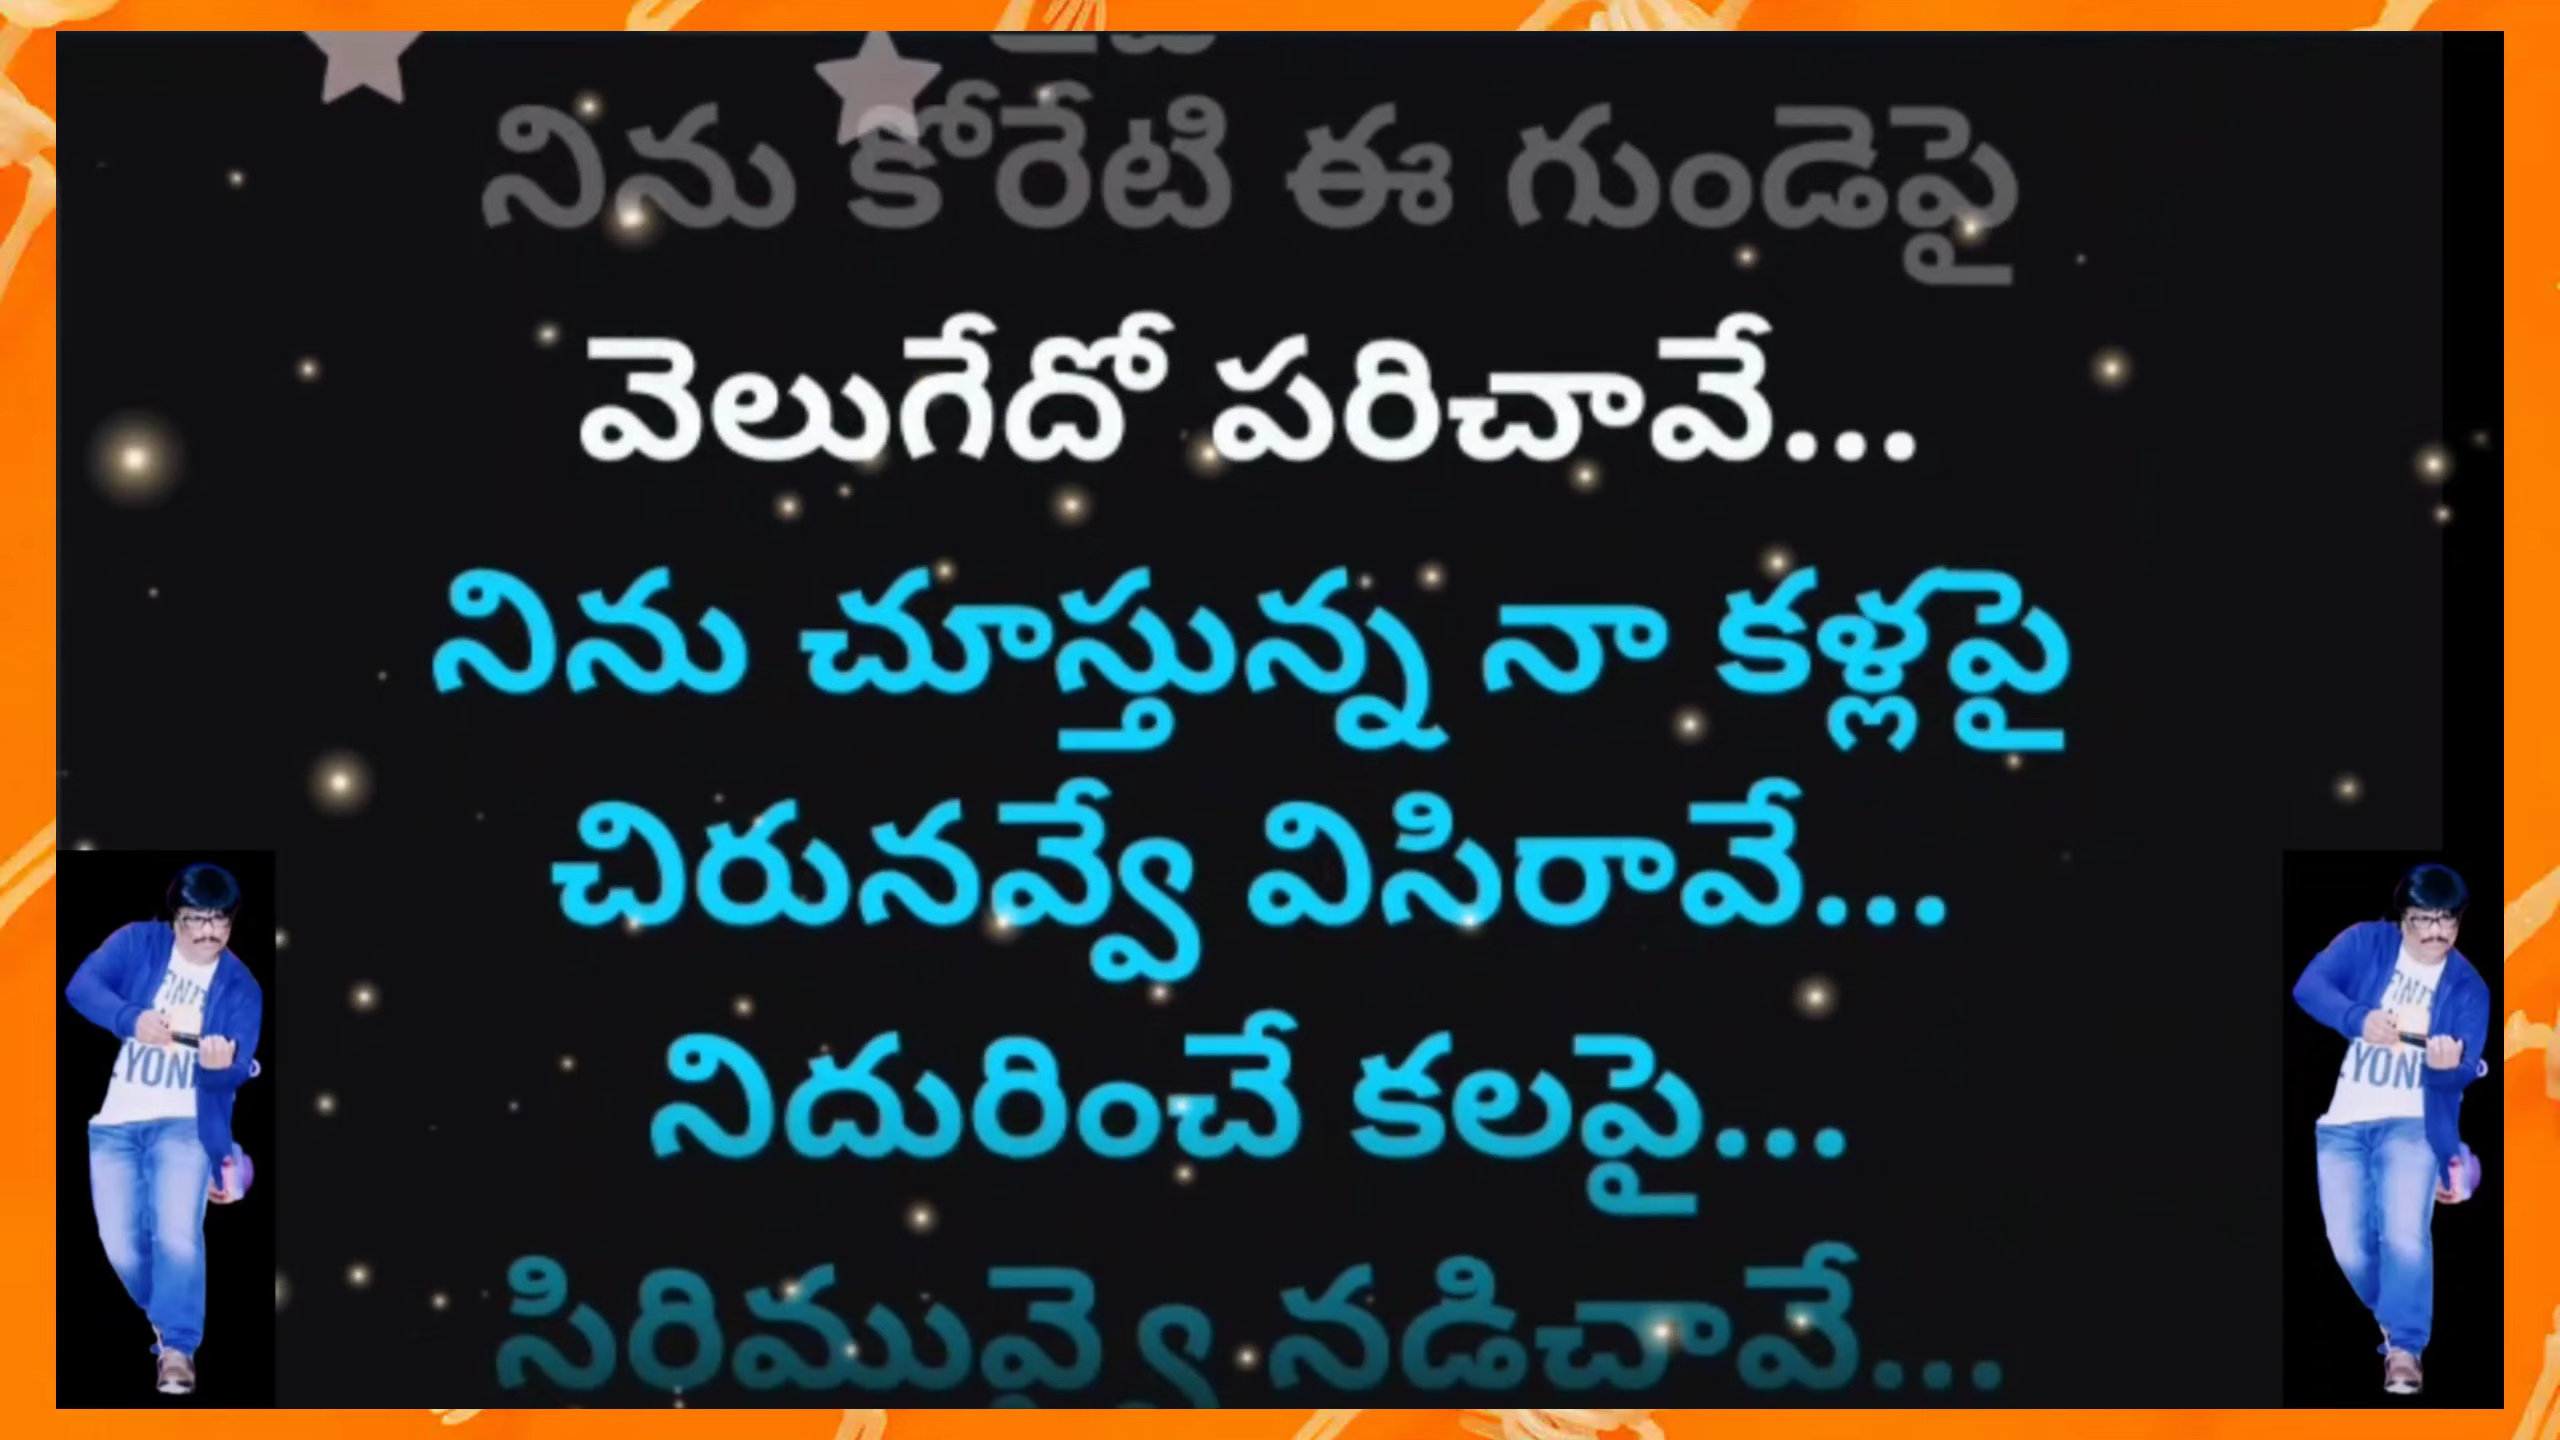 నిను కోరేటి ఈ గుండెపై
వెలుగేదో పరిచావే...
నిను చూస్తున్న నా కళ్లపై
చిరునవ్వే విసిరావే...
నిదురించే కలపై...
సిరిమువ్వై నడిచావే...